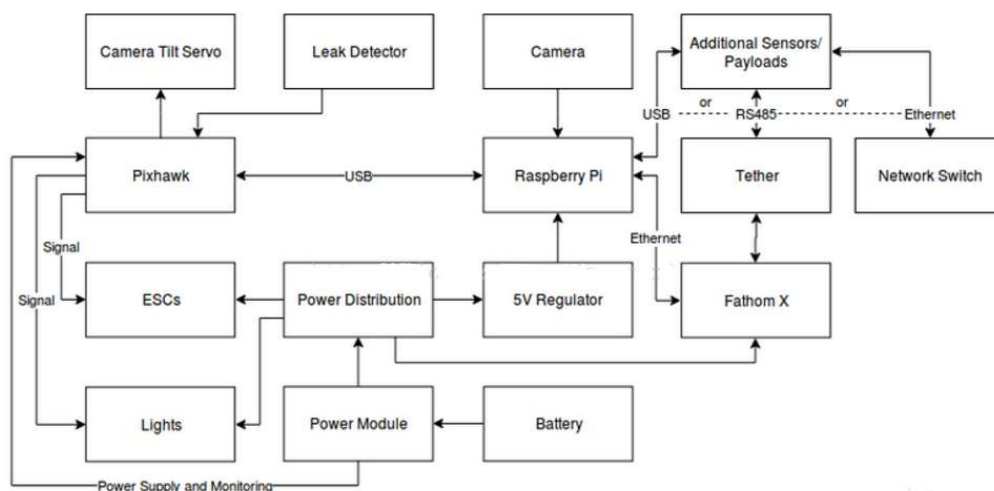 Camera Tilt Servo
Leak Detector
Camera
Additional Sensors/
Payloads
or
or
USB
RS485
Ethernet
Pixhawk
USB
Raspberry Pi
Tether
Network Switch
Ethernet
Signal
Signal
ESCs
Power Distribution
5V Regulator
Fathom X
Lights
Power Module
Battery
Power Supply and Monitoring